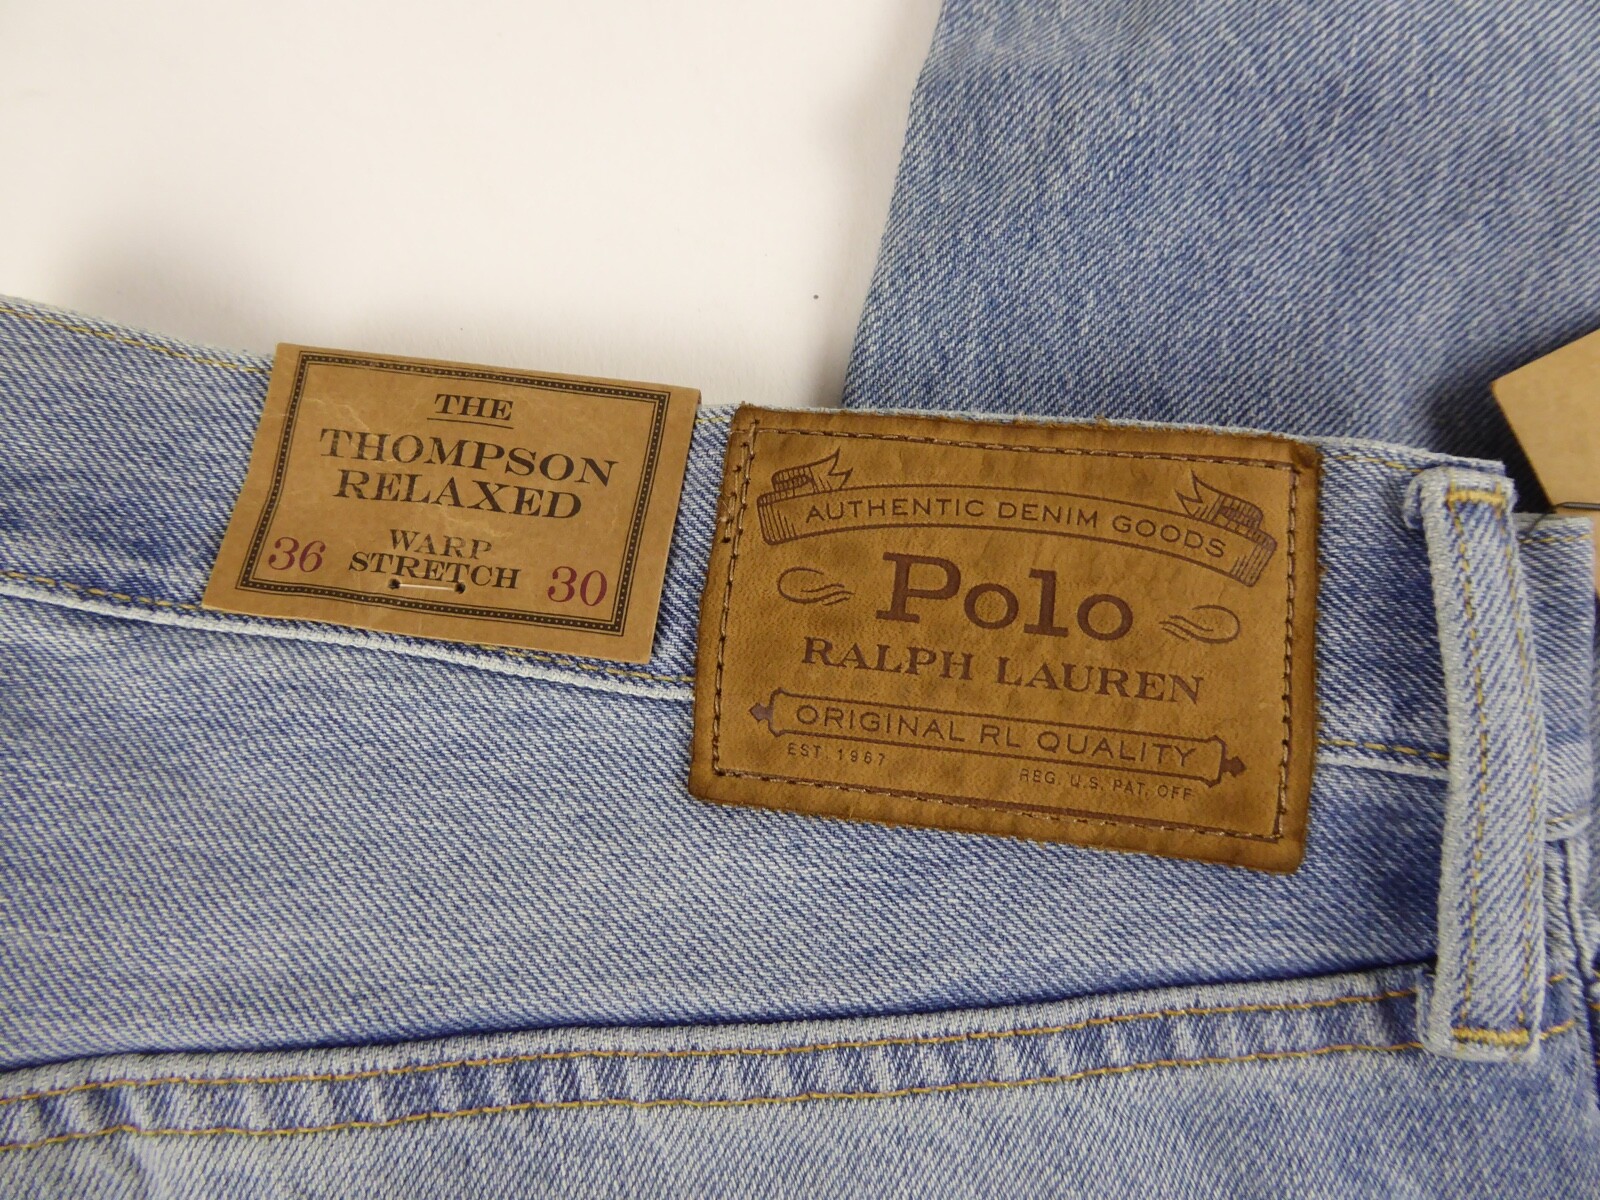 THE
THOMPSON
RELAXED
WARP
STRETCH
36 30
AUTHENTIC DENIM GOODS
Polo
RALPH LAUREN
ORIGINAL RL QUALITY
EST. 1967 REG. U.S. PAT. OFF